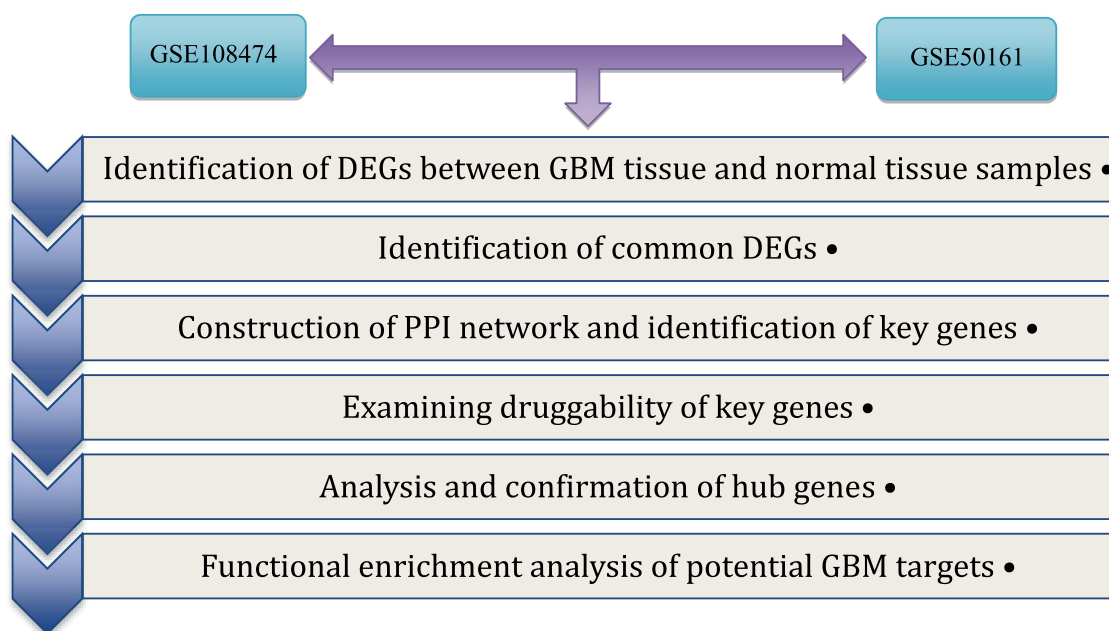 GSE108474
GSE50161
Identification of DEGs between GBM tissue and normal tissue samples •
Identification of common DEGs •
Construction of PPI network and identification of key genes •
Examining druggability of key genes •
Analysis and confirmation of hub genes •
Functional enrichment analysis of potential GBM targets •